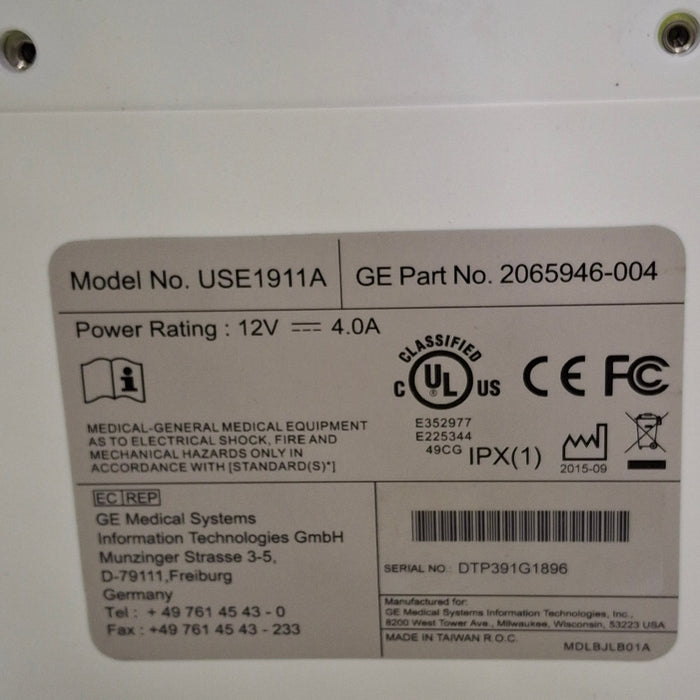 Model No. USE1911A
GE Part No. 2065946-004
Power Rating : 12V ⎓ 4.0A
CLASSIFIED
C UL US
CE FC
E352977
E225344
49CG
IPX(1)
2015-09
MEDICAL-GENERAL MEDICAL EQUIPMENT
AS TO ELECTRICAL SHOCK, FIRE AND
MECHANICAL HAZARDS ONLY IN
ACCORDANCE WITH [STANDARD(S)*]
EC REP
GE Medical Systems
Information Technologies GmbH
Munzinger Strasse 3-5,
D-79111,Freiburg
Germany
Tel : + 49 761 45 43 - 0
Fax : +49 761 45 43 - 233
SERIAL NO.: DTP391G1896
Manufactured for:
GE Medical Systems Information Technologies, Inc.,
8200 West Tower Ave., Milwaukee, Wisconsin, 53223 USA
MADE IN TAIWAN R.O.C.
MDLBJLB01A